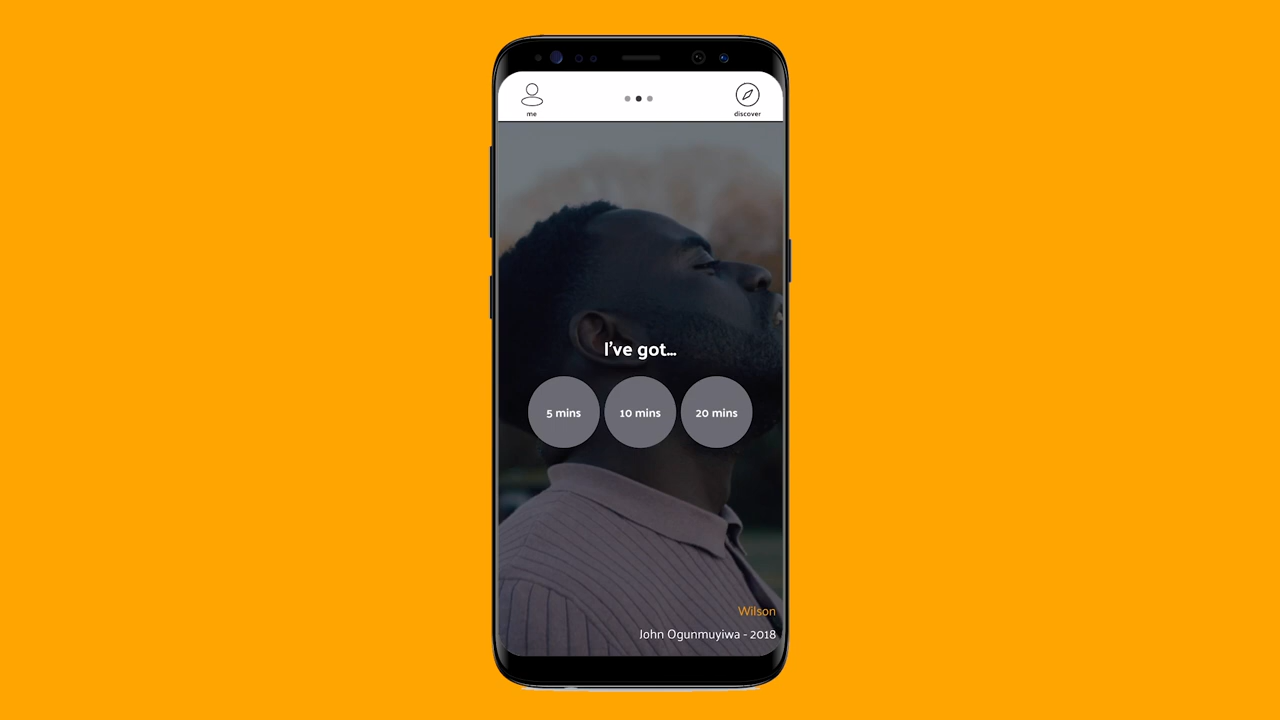 me
discover
I've got...
5 mins
10 mins
20 mins
Wilson
John Ogunmuyiwa - 2018